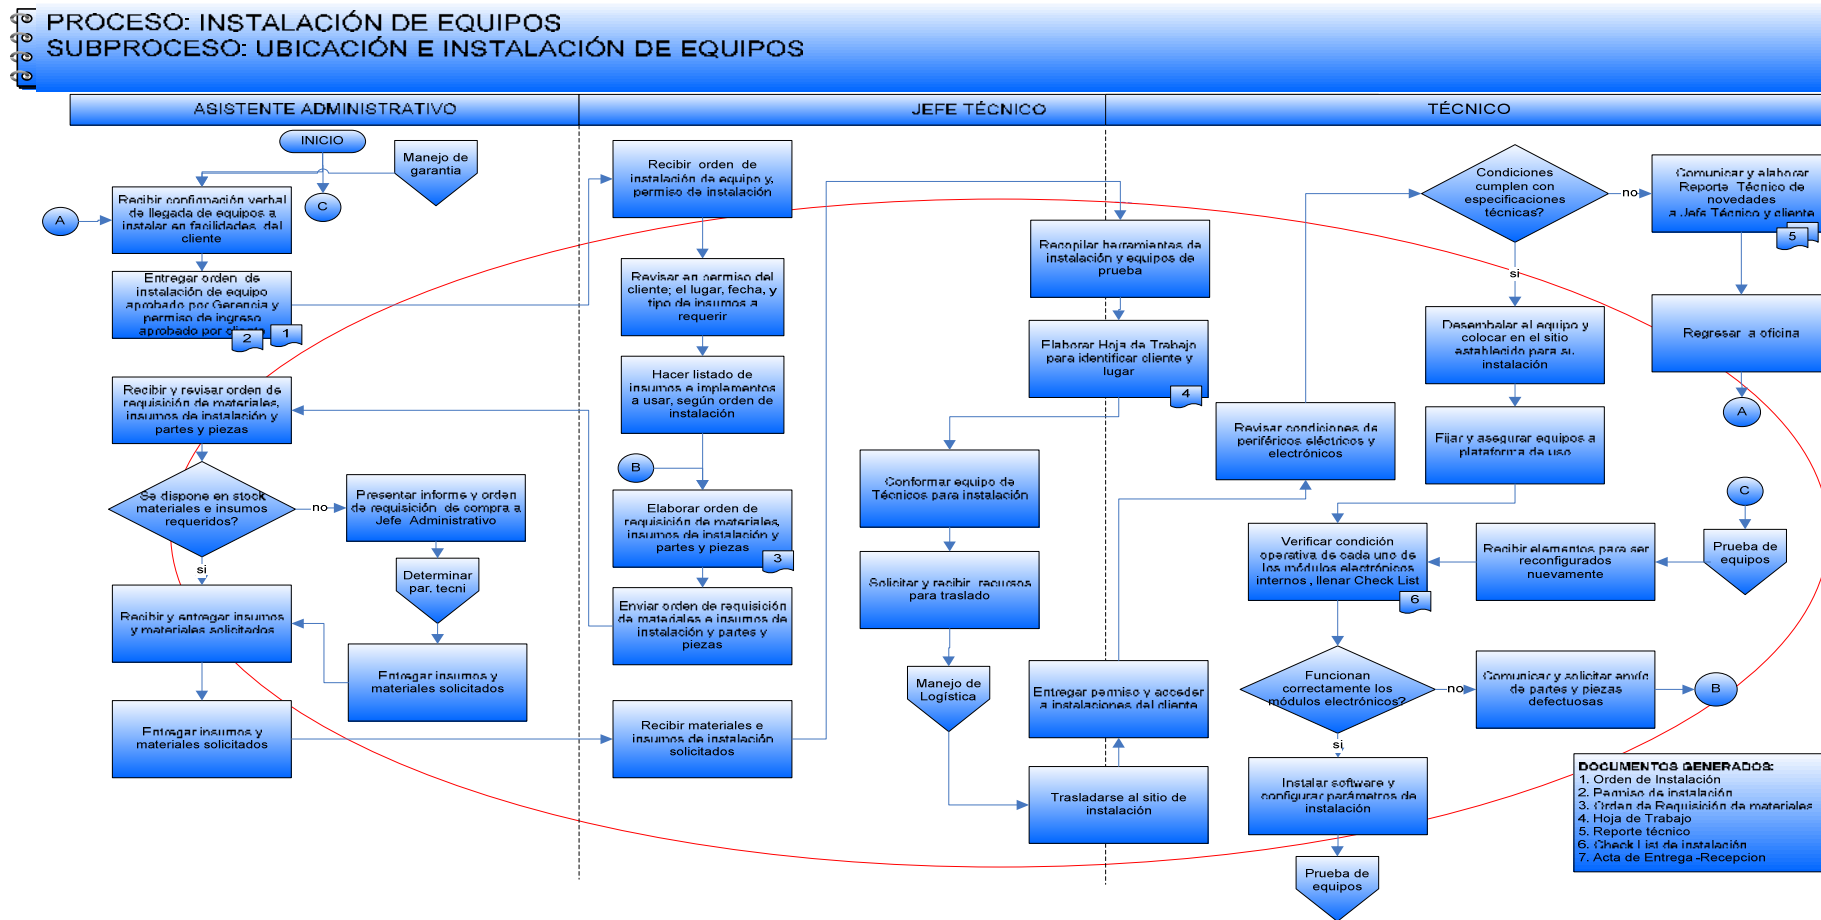 PROCESO: INSTALACIÓN DE EQUIPOS
SUBPROCESO: UBICACIÓN E INSTALACIÓN DE EQUIPOS
ASISTENTE ADMINISTRATIVO
JEFE TÉCNICO
TÉCNICO
INICIO
Manejo de
garantia
C
A
Recibir confirmación verbal
de llegada de equipos a
instalar en facilidades del
cliente
Entregar orden de
instalación de equipo
aprobado por Gerencia y
permiso de ingreso
aprobado por cliente
2
1
Recibir y revisar orden de
requisición de materiales,
insumos de instalación y
partes y piezas
Se dispone en stock
materiales e insumos
requeridos?
no
si
Presentar informe y orden
de requisición de compra a
Jefe Administrativo
Determinar
par. tecni
Recibir y entregar insumos
y materiales solicitados
Entregar insumos y
materiales solicitados
Entregar insumos y
materiales solicitados
Recibir orden de
instalación de equipo y,
permiso de instalación
Revisar en permiso del
cliente; el lugar, fecha, y
tipo de insumos a
requerir
Hacer listado de
insumos e implementos
a usar, según orden de
instalación
B
Elaborar orden de
requisición de materiales,
insumos de instalación y
partes y piezas
3
Enviar orden de requisición
de materiales e insumos de
instalación y partes y
piezas
Recibir materiales e
insumos de instalación
solicitados
Recopilar herramientas de
instalación y equipos de
prueba
Elaborar Hoja de Trabajo
para identificar cliente y
lugar
4
Conformar equipo de
Técnicos para instalación
Solicitar y recibir recursos
para traslado
Manejo de
Logística
Trasladarse al sitio de
instalación
Entregar permiso y acceder
a instalaciones del cliente
Revisar condiciones de
periféricos eléctricos y
electrónicos
Condiciones
cumplen con
especificaciones
técnicas?
no
si
Comunicar y elaborar
Reporte Técnico de
novedades
a Jefe Técnico y cliente
5
Regresar a oficina
A
Desembalar el equipo y
colocar en el sitio
establecido para su
instalación
Fijar y asegurar equipos a
plataforma de uso
C
Prueba de
equipos
Recibir elementos para ser
reconfigurados
nuevamente
Verificar condición
operativa de cada uno de
los módulos electrónicos
internos , llenar Check List
6
Funcionan
correctamente los
módulos electrónicos?
no
si
Comunicar y solicitar envío
de partes y piezas
defectuosas
B
Instalar software y
configurar parámetros de
instalación
Prueba de
equipos
DOCUMENTOS GENERADOS:
1. Orden de Instalación
2. Permiso de instalación
3. Orden de Requisición de materiales
4. Hoja de Trabajo
5. Reporte técnico
6. Check List de instalación
7. Acta de Entrega -Recepcion